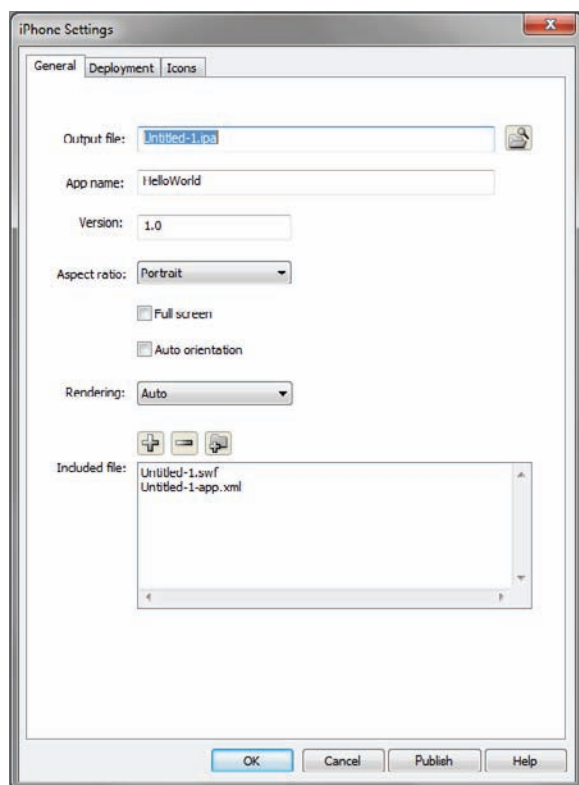 iPhone Settings
General Deployment Icons
Output file: Untitled-1.ipa
App name: HelloWorld
Version: 1.0
Aspect ratio: Portrait
Full screen
Auto orientation
Rendering: Auto
Included file: Untitled-1.swf
Untitled-1-app.xml
OK Cancel Publish Help